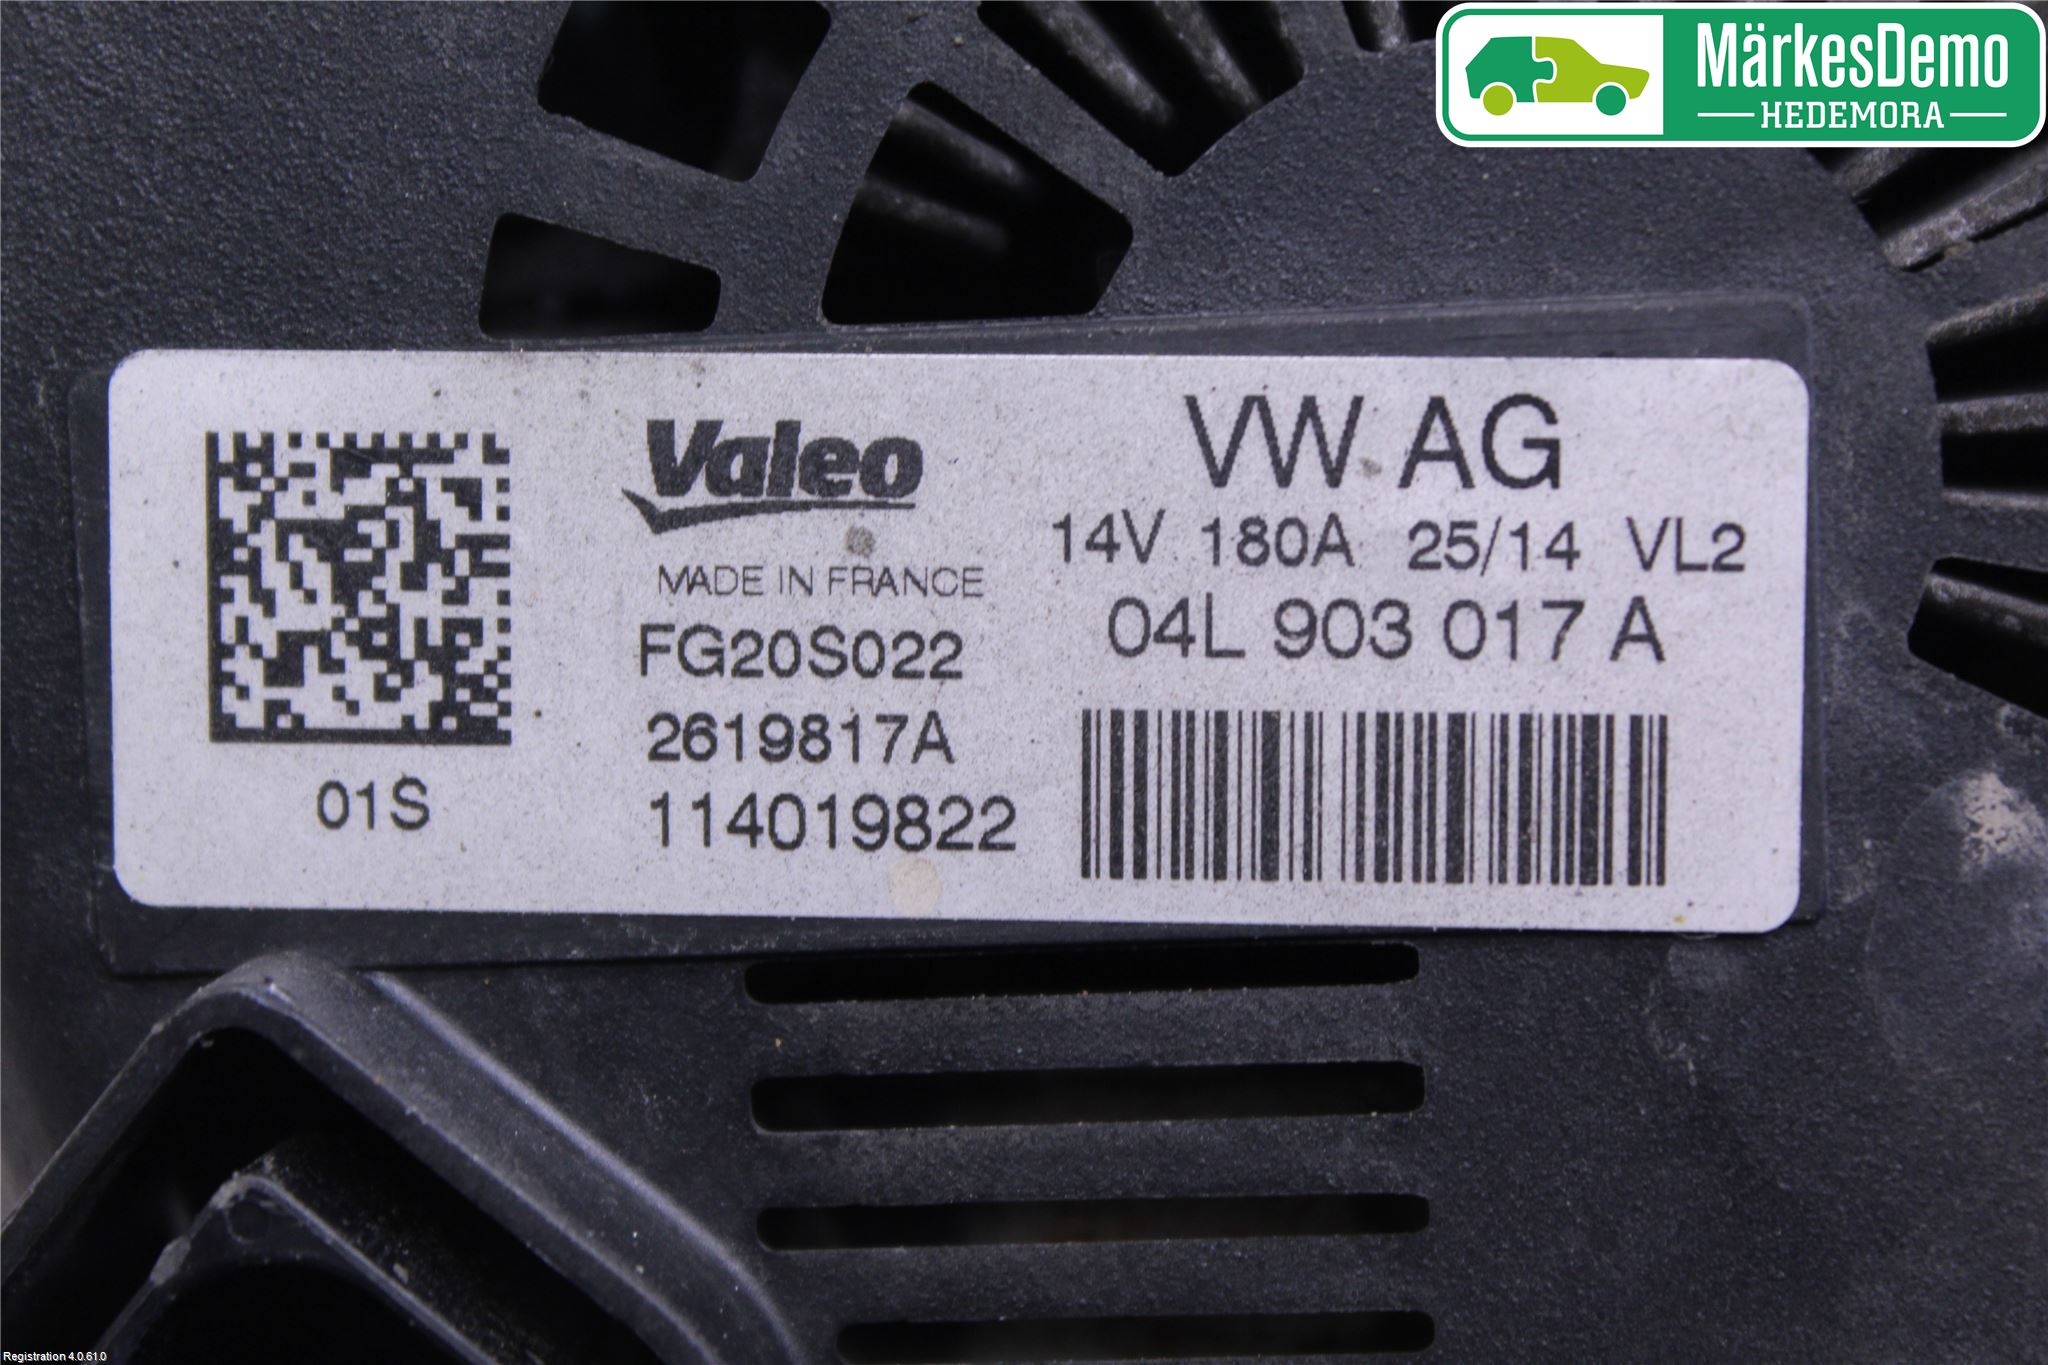 MärkesDemo
HEDEMORA
Valeo
MADE IN FRANCE
FG20S022
2619817A
114019822
01S
VW AG
14V 180A 25/14 VL2
04L 903 017 A
Registration 4.0.61.0